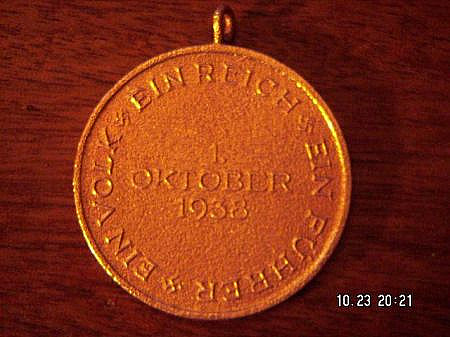 EIN VOLK ★ EIN REICH ★ EIN FÜHRER ★
1.
OKTOBER
1938
10.23 20:21